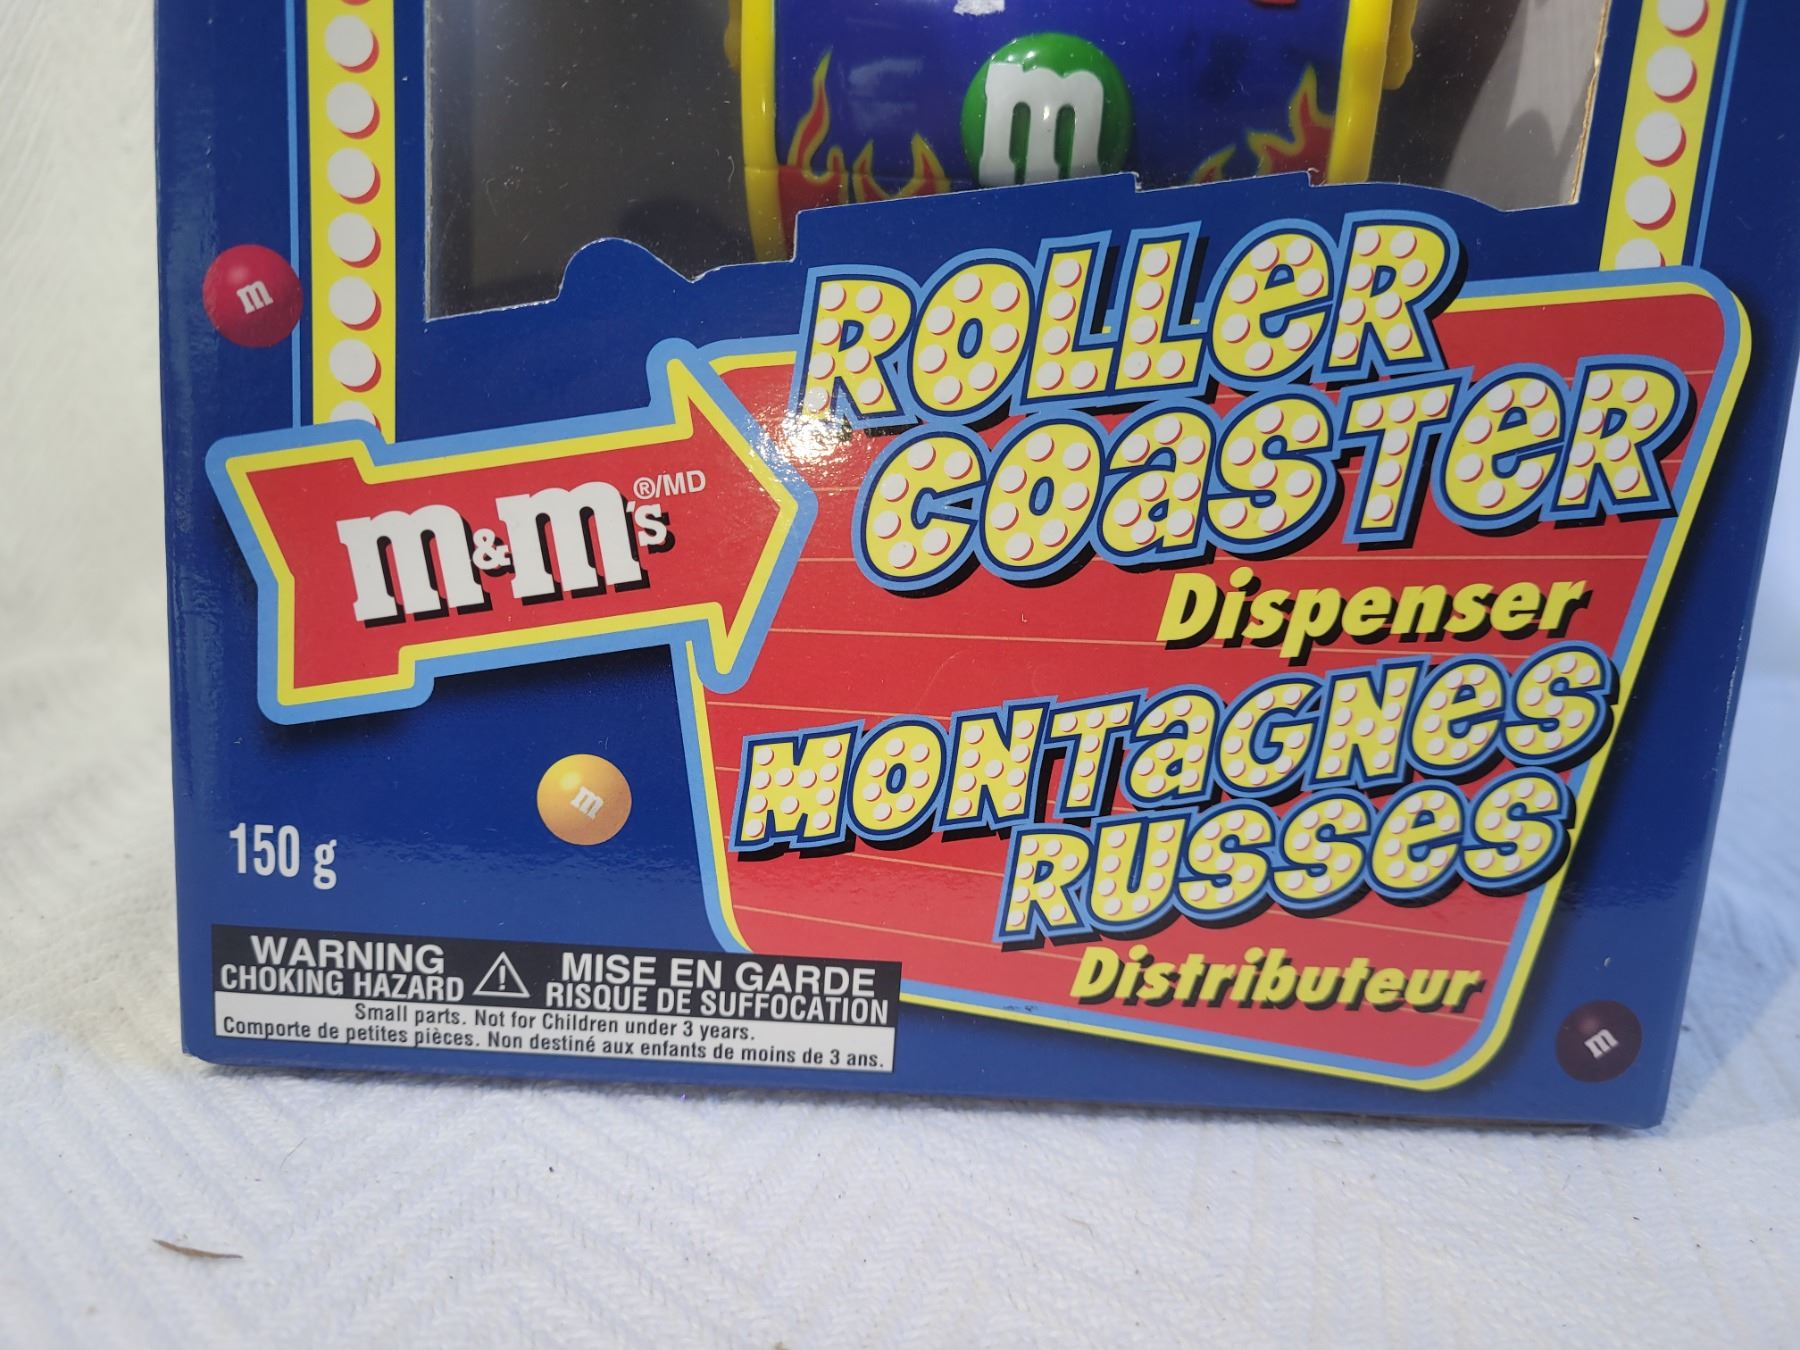 m
m
ROLLeR
COaSTeR
Dispenser
m&m's®/MD
MONTaGNeS
RUSSeS
Distributeur
m
150 g
WARNING
CHOKING HAZARD
MISE EN GARDE
RISQUE DE SUFFOCATION
Small parts. Not for Children under 3 years.
Comporte de petites pièces. Non destiné aux enfants de moins de 3 ans.
m